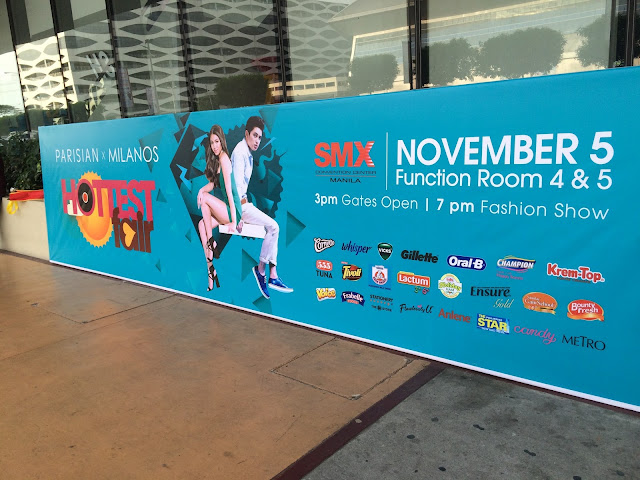 PARISIAN x MILANOS
HOTTEST
fair
SMX
CONVENTION CENTER
MANILA
NOVEMBER 5
Function Room 4 & 5
3pm Gates Open | 7 pm Fashion Show
whisper
VICKS
Gillette
Oral-B
CHAMPION
Krem-Top
555
TUNA
Tivoli
Lactum
Ensure
Gold
Bounty
Fresh
Anlene
STAR
candy
METRO